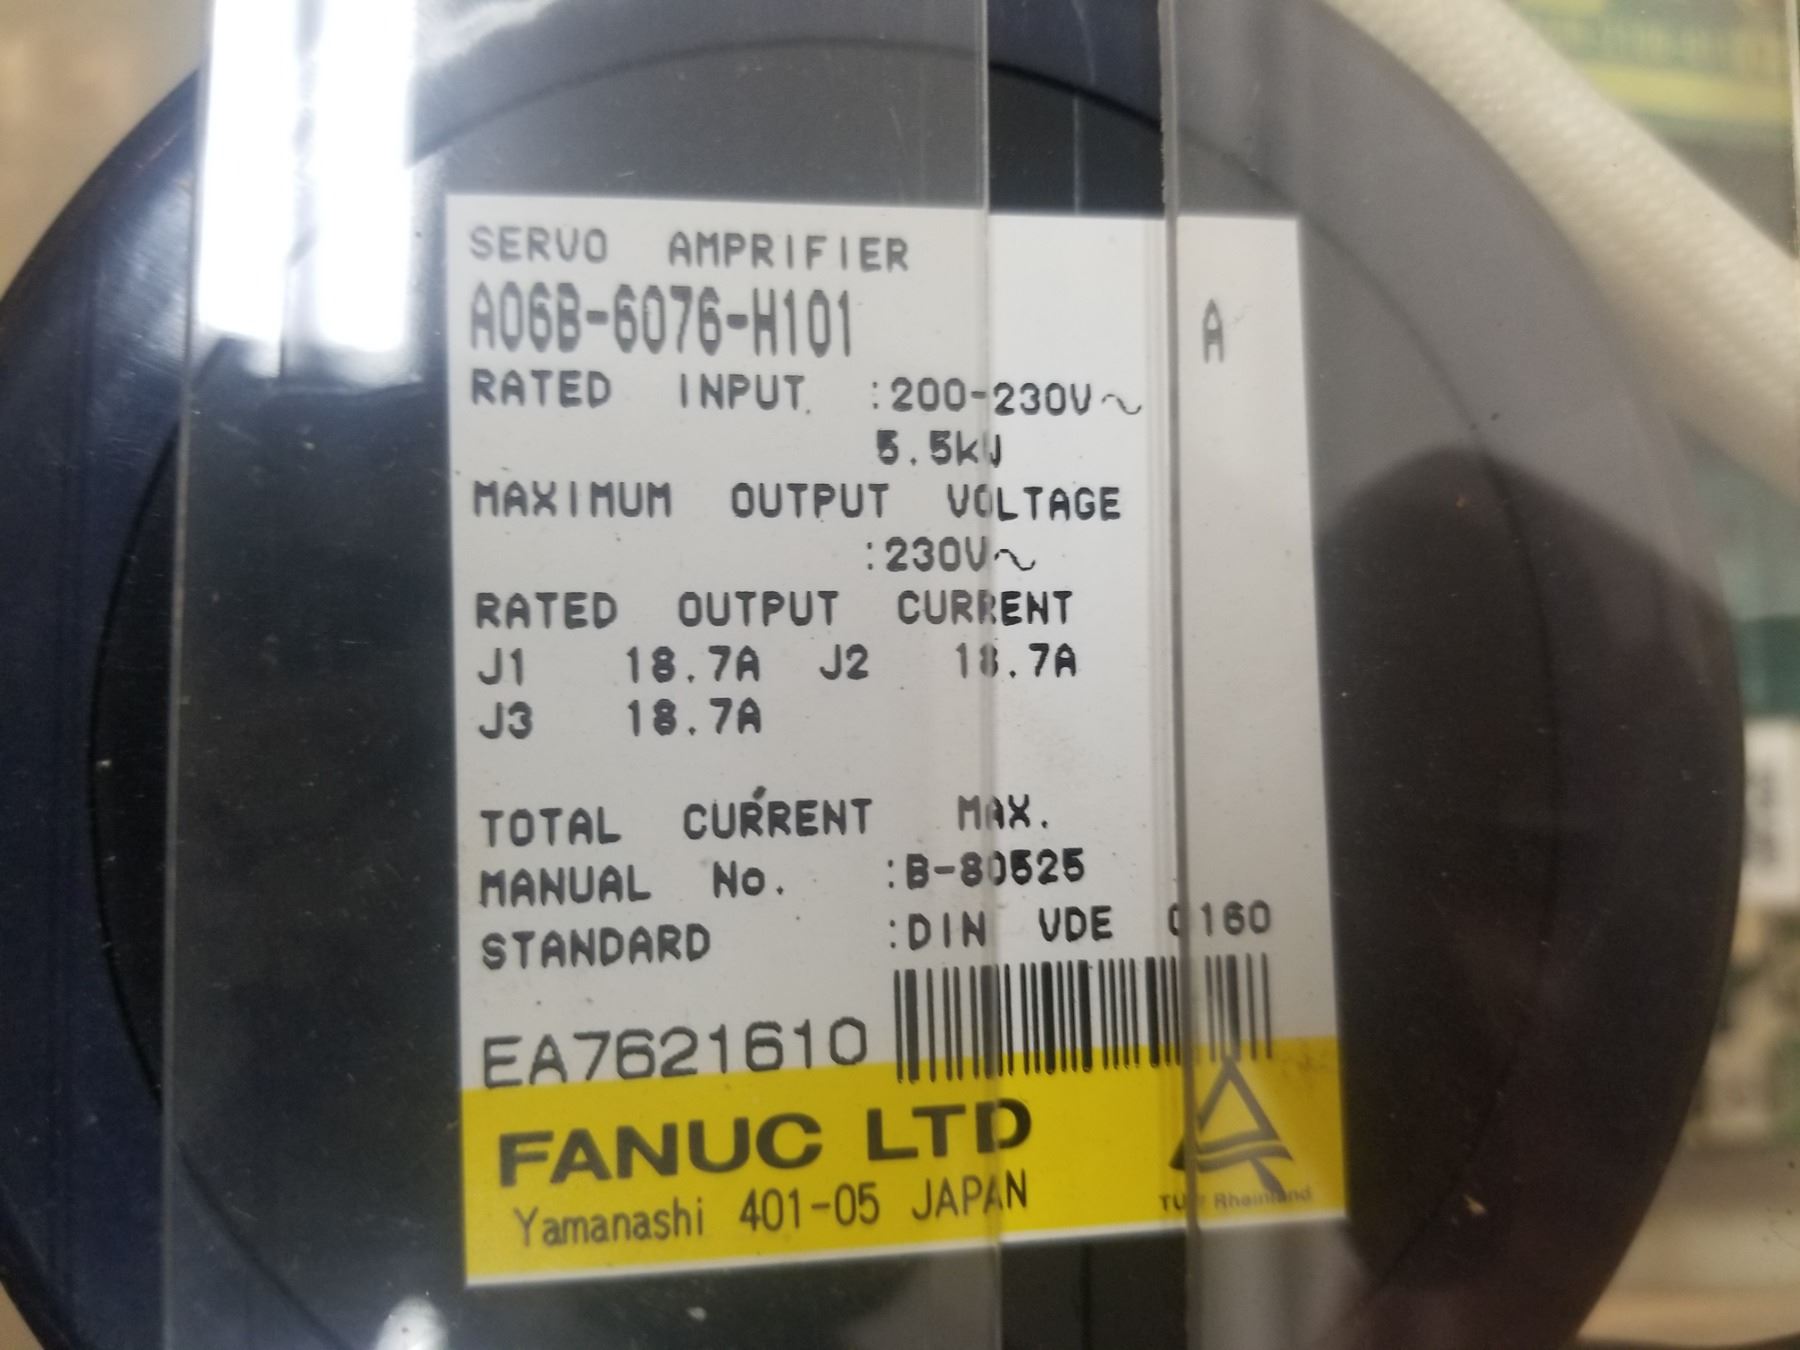 SERVO AMPRIFIER
A06B-6076-H101 A
RATED INPUT :200-230V～
5.5kW
MAXIMUM OUTPUT VOLTAGE
:230V～
RATED OUTPUT CURRENT
J1 18.7A J2 18.7A
J3 18.7A
TOTAL CURRENT MAX.
MANUAL No. :B-80525
STANDARD :DIN VDE 0160
EA7621610
FANUC LTD
Yamanashi 401-05 JAPAN
TUV Rheinland